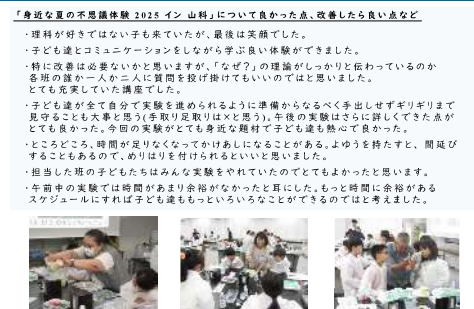 「身近な夏の不思議体験 2025 イン 山科」について良かった点、改善したら良い点など
・理科が好きではない子も来ていたが、最後は笑顔でした。
・子ども達とコミュニケーションをしながら学ぶ良い体験ができました。
・特に改善は必要ないかと思いますが、「なぜ?」の理論がしっかりと伝わっているのか
各班の誰か一人か二人に質問を投げ掛けてもいいのではと思いました。
とても充実していた講座でした。
・子ども達が全て自分で実験を進められるように準備からなるべく手出しせずギリギリまで
見守ることも大事と思う(手取り足取りは×と思う)。午後の実験はさらに詳しくできた点が
とても良かった。今回の実験がとても身近な題材で子ども達も熱心で良かった。
・ところどころ、時間が足りなくなってかけあしになることがある。よゆうを持たすと、間延び
することもあるので、めりはりを付けられるといいと思いました。
・担当した班の子どもたちはみんな実験をやれていたのでとてもよかったと思います。
・午前中の実験では時間があまり余裕がなかったと耳にした。もっと時間に余裕がある
スケジュールにすれば子ども達ももっといろいろなことができるのではと考えました。